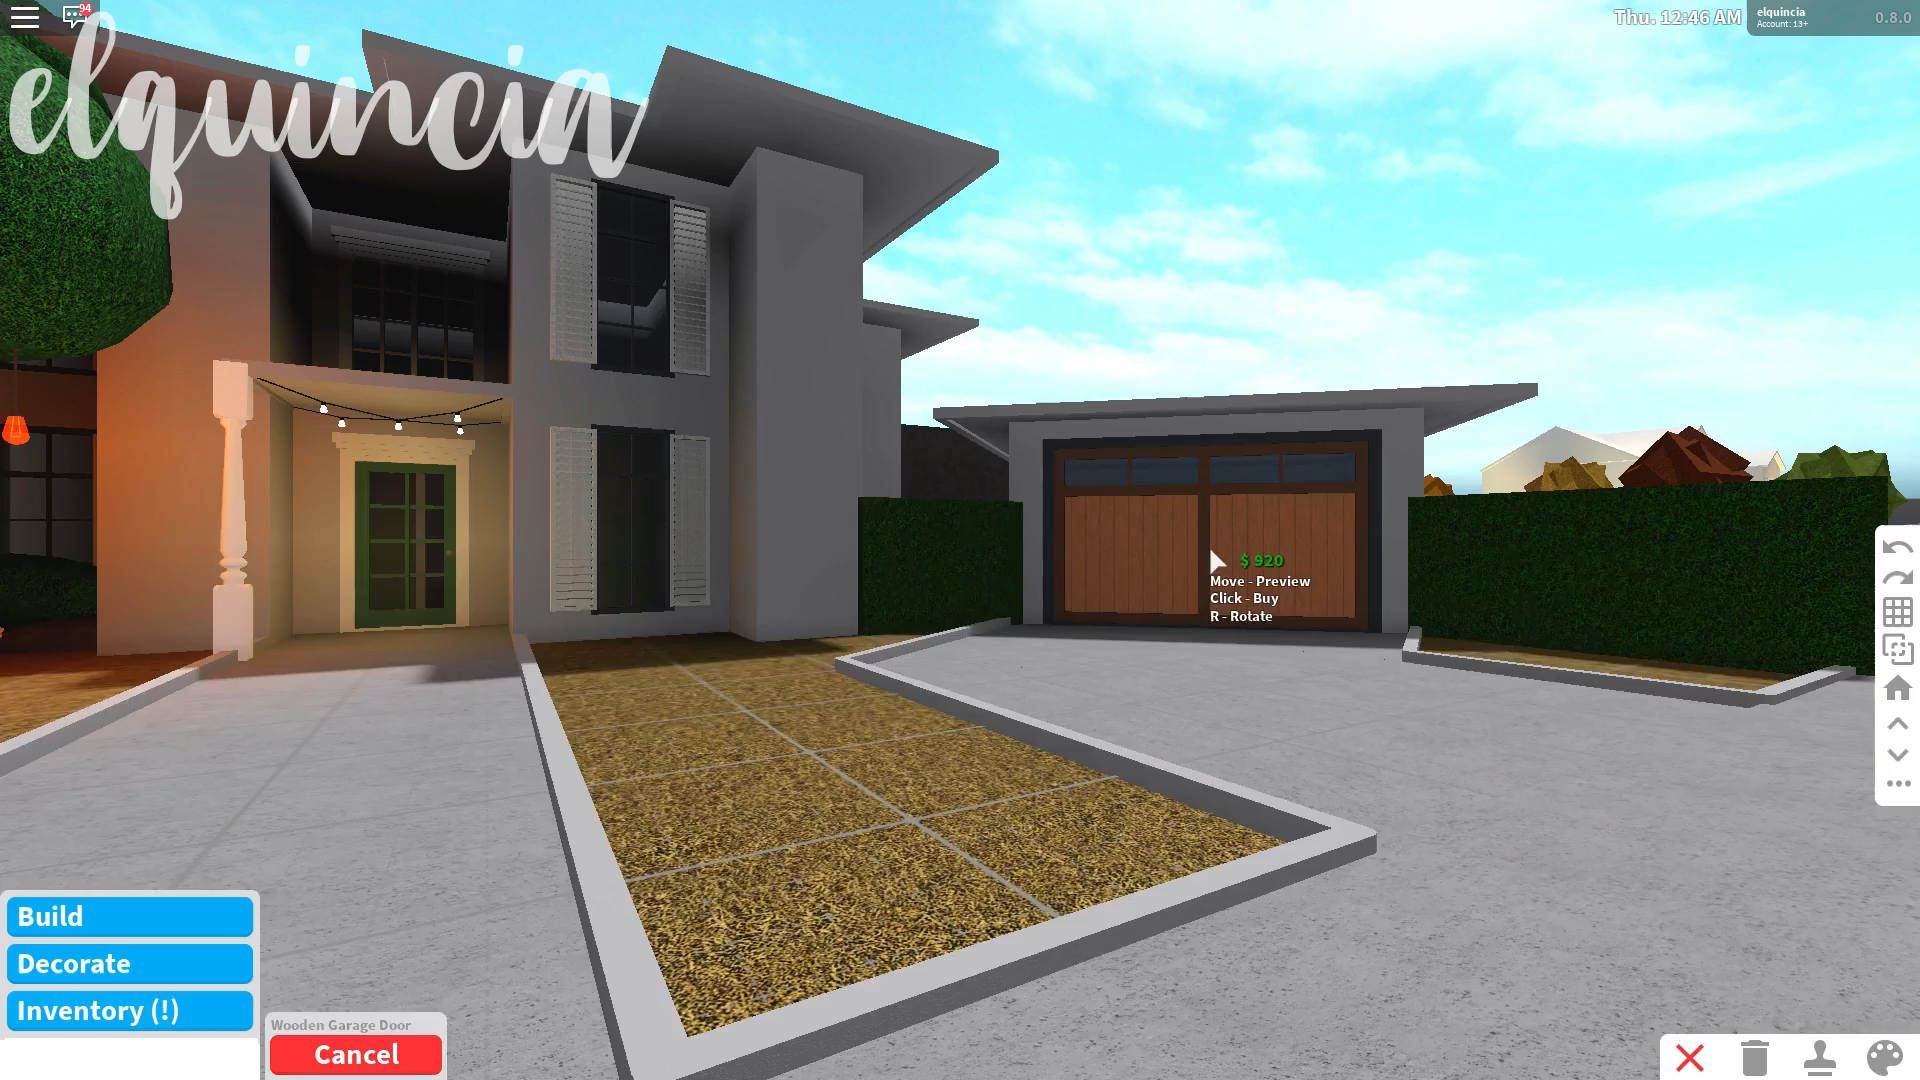 94
Thu. 12:46 AM
elquincia
Account: 13+
0.8.0
elquincia
$ 920
Move - Preview
Click - Buy
R - Rotate
Build
Decorate
Inventory (!)
Wooden Garage Door
Cancel